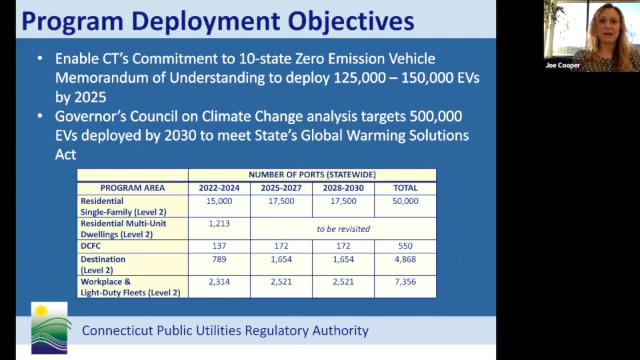 Program Deployment Objectives
Joe Cooper
• Enable CT's Commitment to 10-state Zero Emission Vehicle
Memorandum of Understanding to deploy 125,000 – 150,000 EVs
by 2025
• Governor's Council on Climate Change analysis targets 500,000
EVs deployed by 2030 to meet State's Global Warming Solutions
Act
NUMBER OF PORTS (STATEWIDE)
PROGRAM AREA 2022-2024 2025-2027 2028-2030 TOTAL
Residential
Single-Family (Level 2) 15,000 17,500 17,500 50,000
Residential Multi-Unit
Dwellings (Level 2) 1,213 to be revisited
DCFC 137 172 172 550
Destination
(Level 2) 789 1,654 1,654 4,868
Workplace &
Light-Duty Fleets (Level 2) 2,314 2,521 2,521 7,356
Connecticut Public Utilities Regulatory Authority